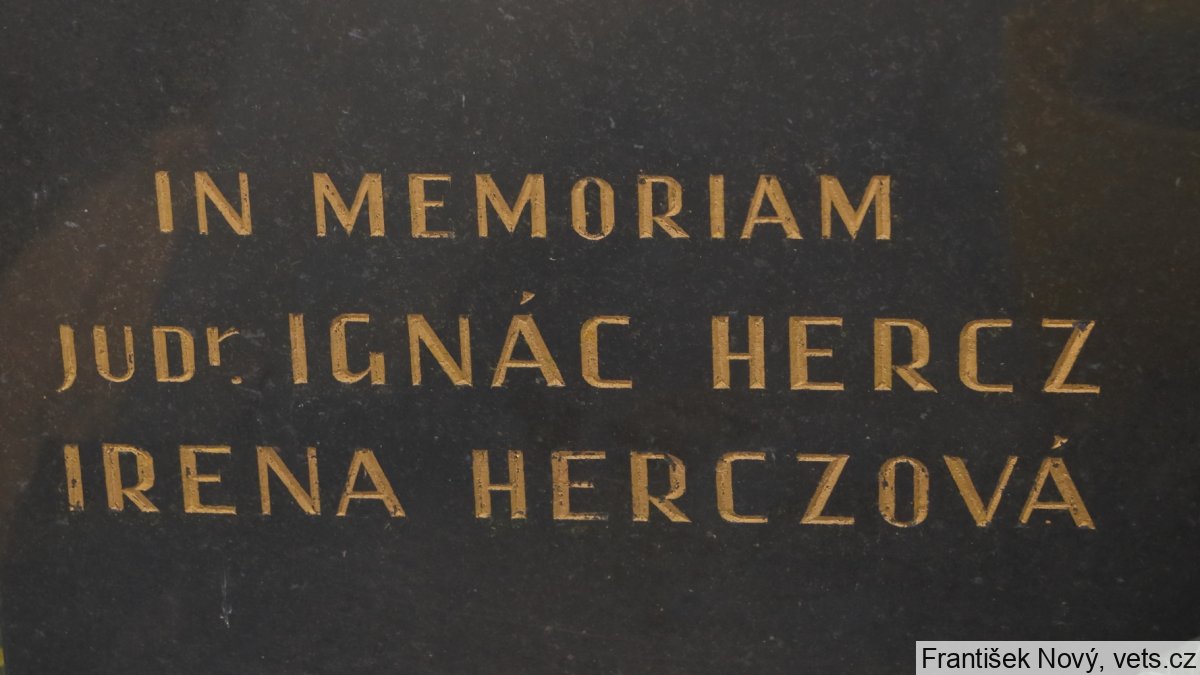 IN MEMORIAM
JUDr. IGNÁC HERCZ
IRENA HERCZOVÁ
František Nový, vets.cz